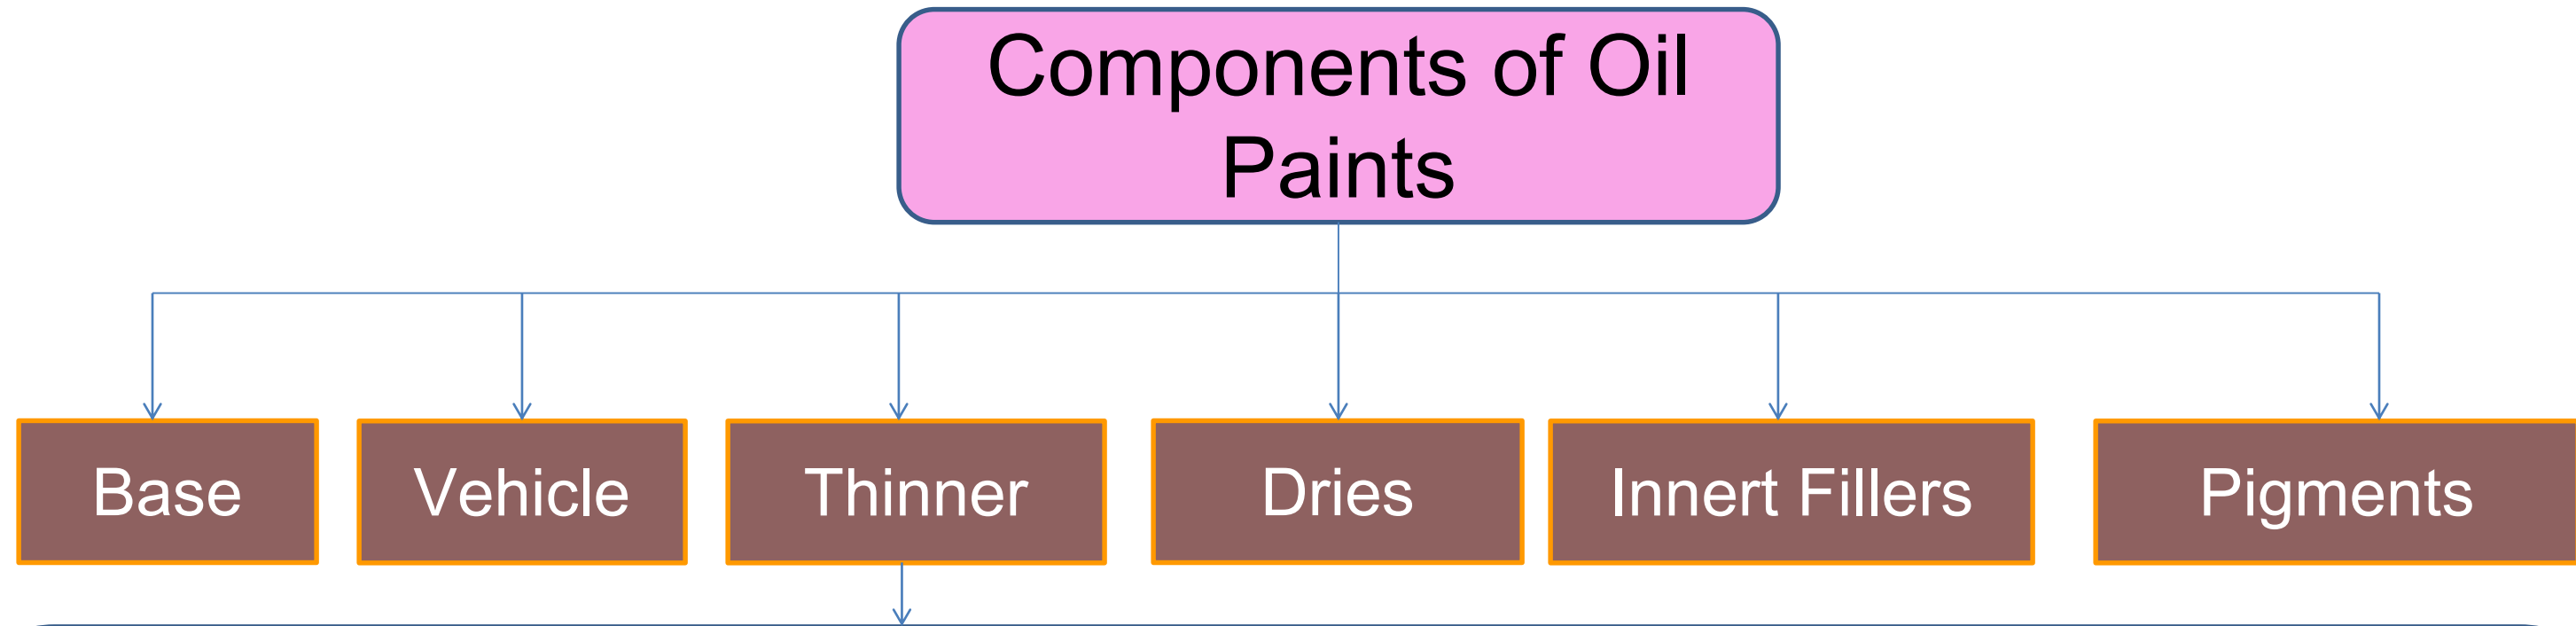 Components of Oil
Paints
Base
Vehicle
Thinner
Dries
Innert Fillers
Pigments